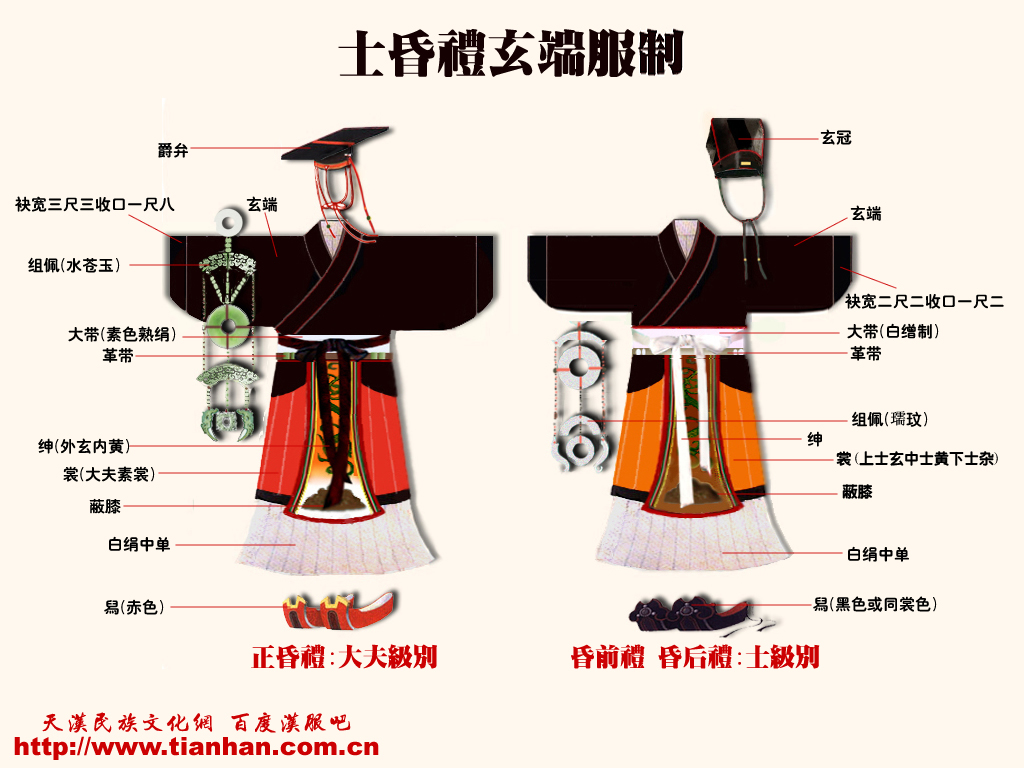 士昏禮玄端服制
爵弁
袂宽三尺三收口一尺八
玄端
组佩(水苍玉)
大带(素色熟绢)
革带
绅(外玄内黄)
裳(大夫素裳)
蔽膝
白绢中单
舄(赤色)
正昏禮:大夫級別
玄冠
玄端
袂宽二尺二收口一尺二
大带(白缯制)
革带
组佩(瑀玟)
绅
裳(上士玄中士黄下士杂)
蔽膝
白绢中单
舄(黑色或同裳色)
昏前禮 昏后禮:士級別
天漢民族文化網 百度漢服吧
http://www.tianhan.com.cn